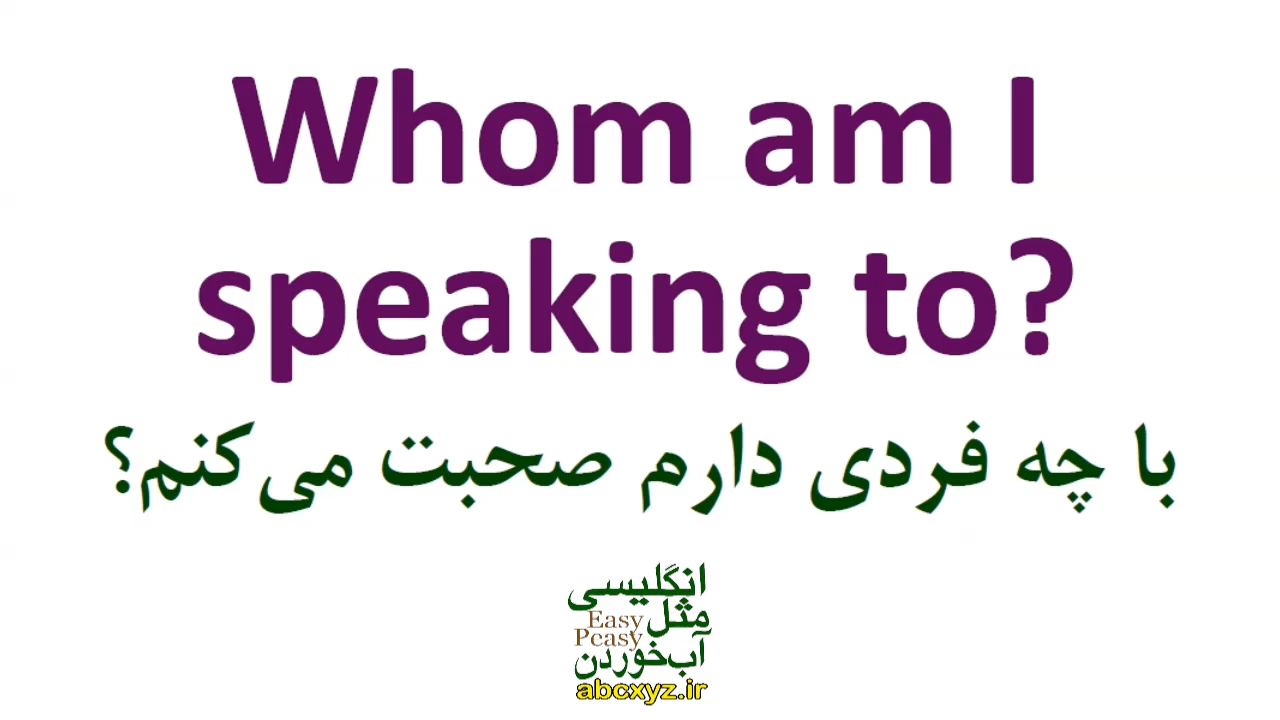 Whom am I
speaking to?
با چه فردی دارم صحبت می‌کنم؟
انگلیسی
مثل Easy
Peasy
آب‌خوردن
abcxyz.ir